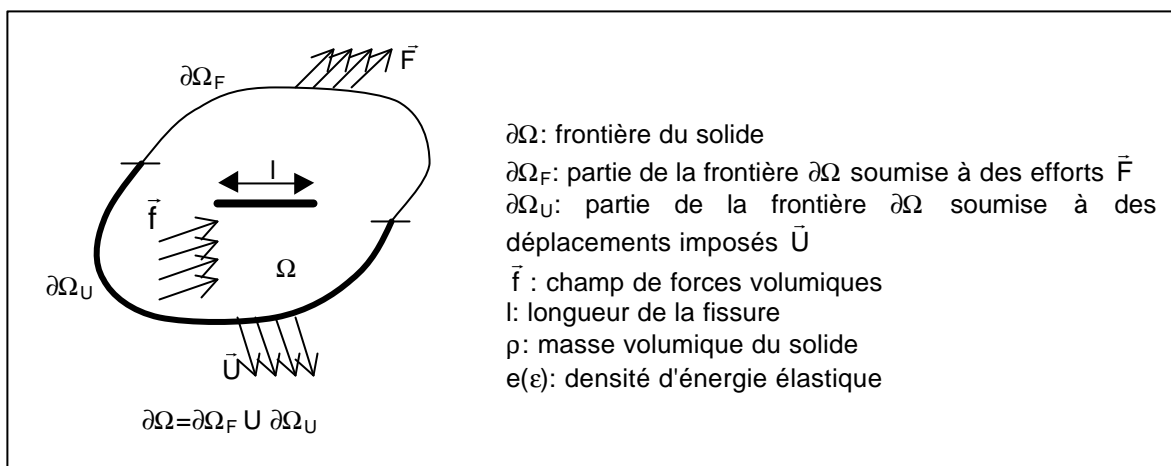 ∂Ω_F
F⃗
l
f⃗
Ω
∂Ω_U
U⃗
∂Ω=∂Ω_F U ∂Ω_U
∂Ω: frontière du solide
∂Ω_F: partie de la frontière ∂Ω soumise à des efforts F⃗
∂Ω_U: partie de la frontière ∂Ω soumise à des
déplacements imposés U⃗
f⃗ : champ de forces volumiques
l: longueur de la fissure
ρ: masse volumique du solide
e(ε): densité d'énergie élastique